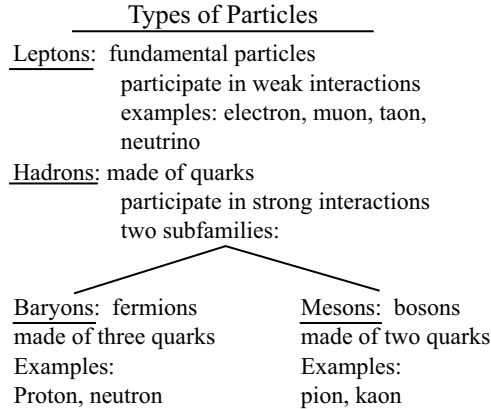 Types of Particles
Leptons: fundamental particles
participate in weak interactions
examples: electron, muon, taon,
neutrino
Hadrons: made of quarks
participate in strong interactions
two subfamilies:
Baryons: fermions
made of three quarks
Examples:
Proton, neutron
Mesons: bosons
made of two quarks
Examples:
pion, kaon